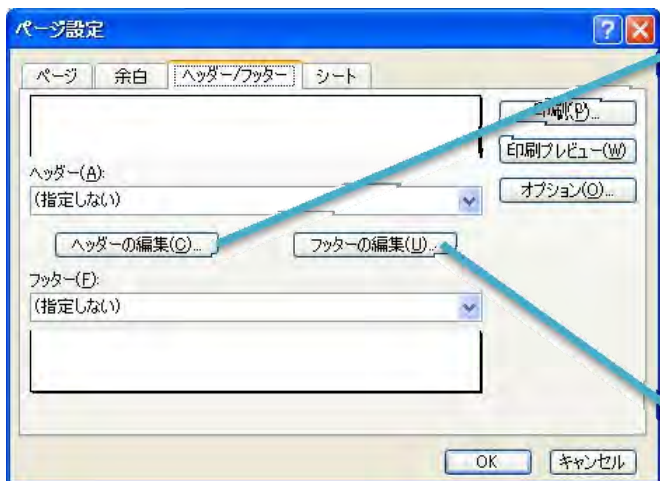 ページ設定
ページ 余白 ヘッダー/フッター シート
印刷(P)...
印刷プレビュー(W)
オプション(O)...
ヘッダー(A):
(指定しない)
ヘッダーの編集(C)... フッターの編集(U)...
フッター(F):
(指定しない)
OK キャンセル